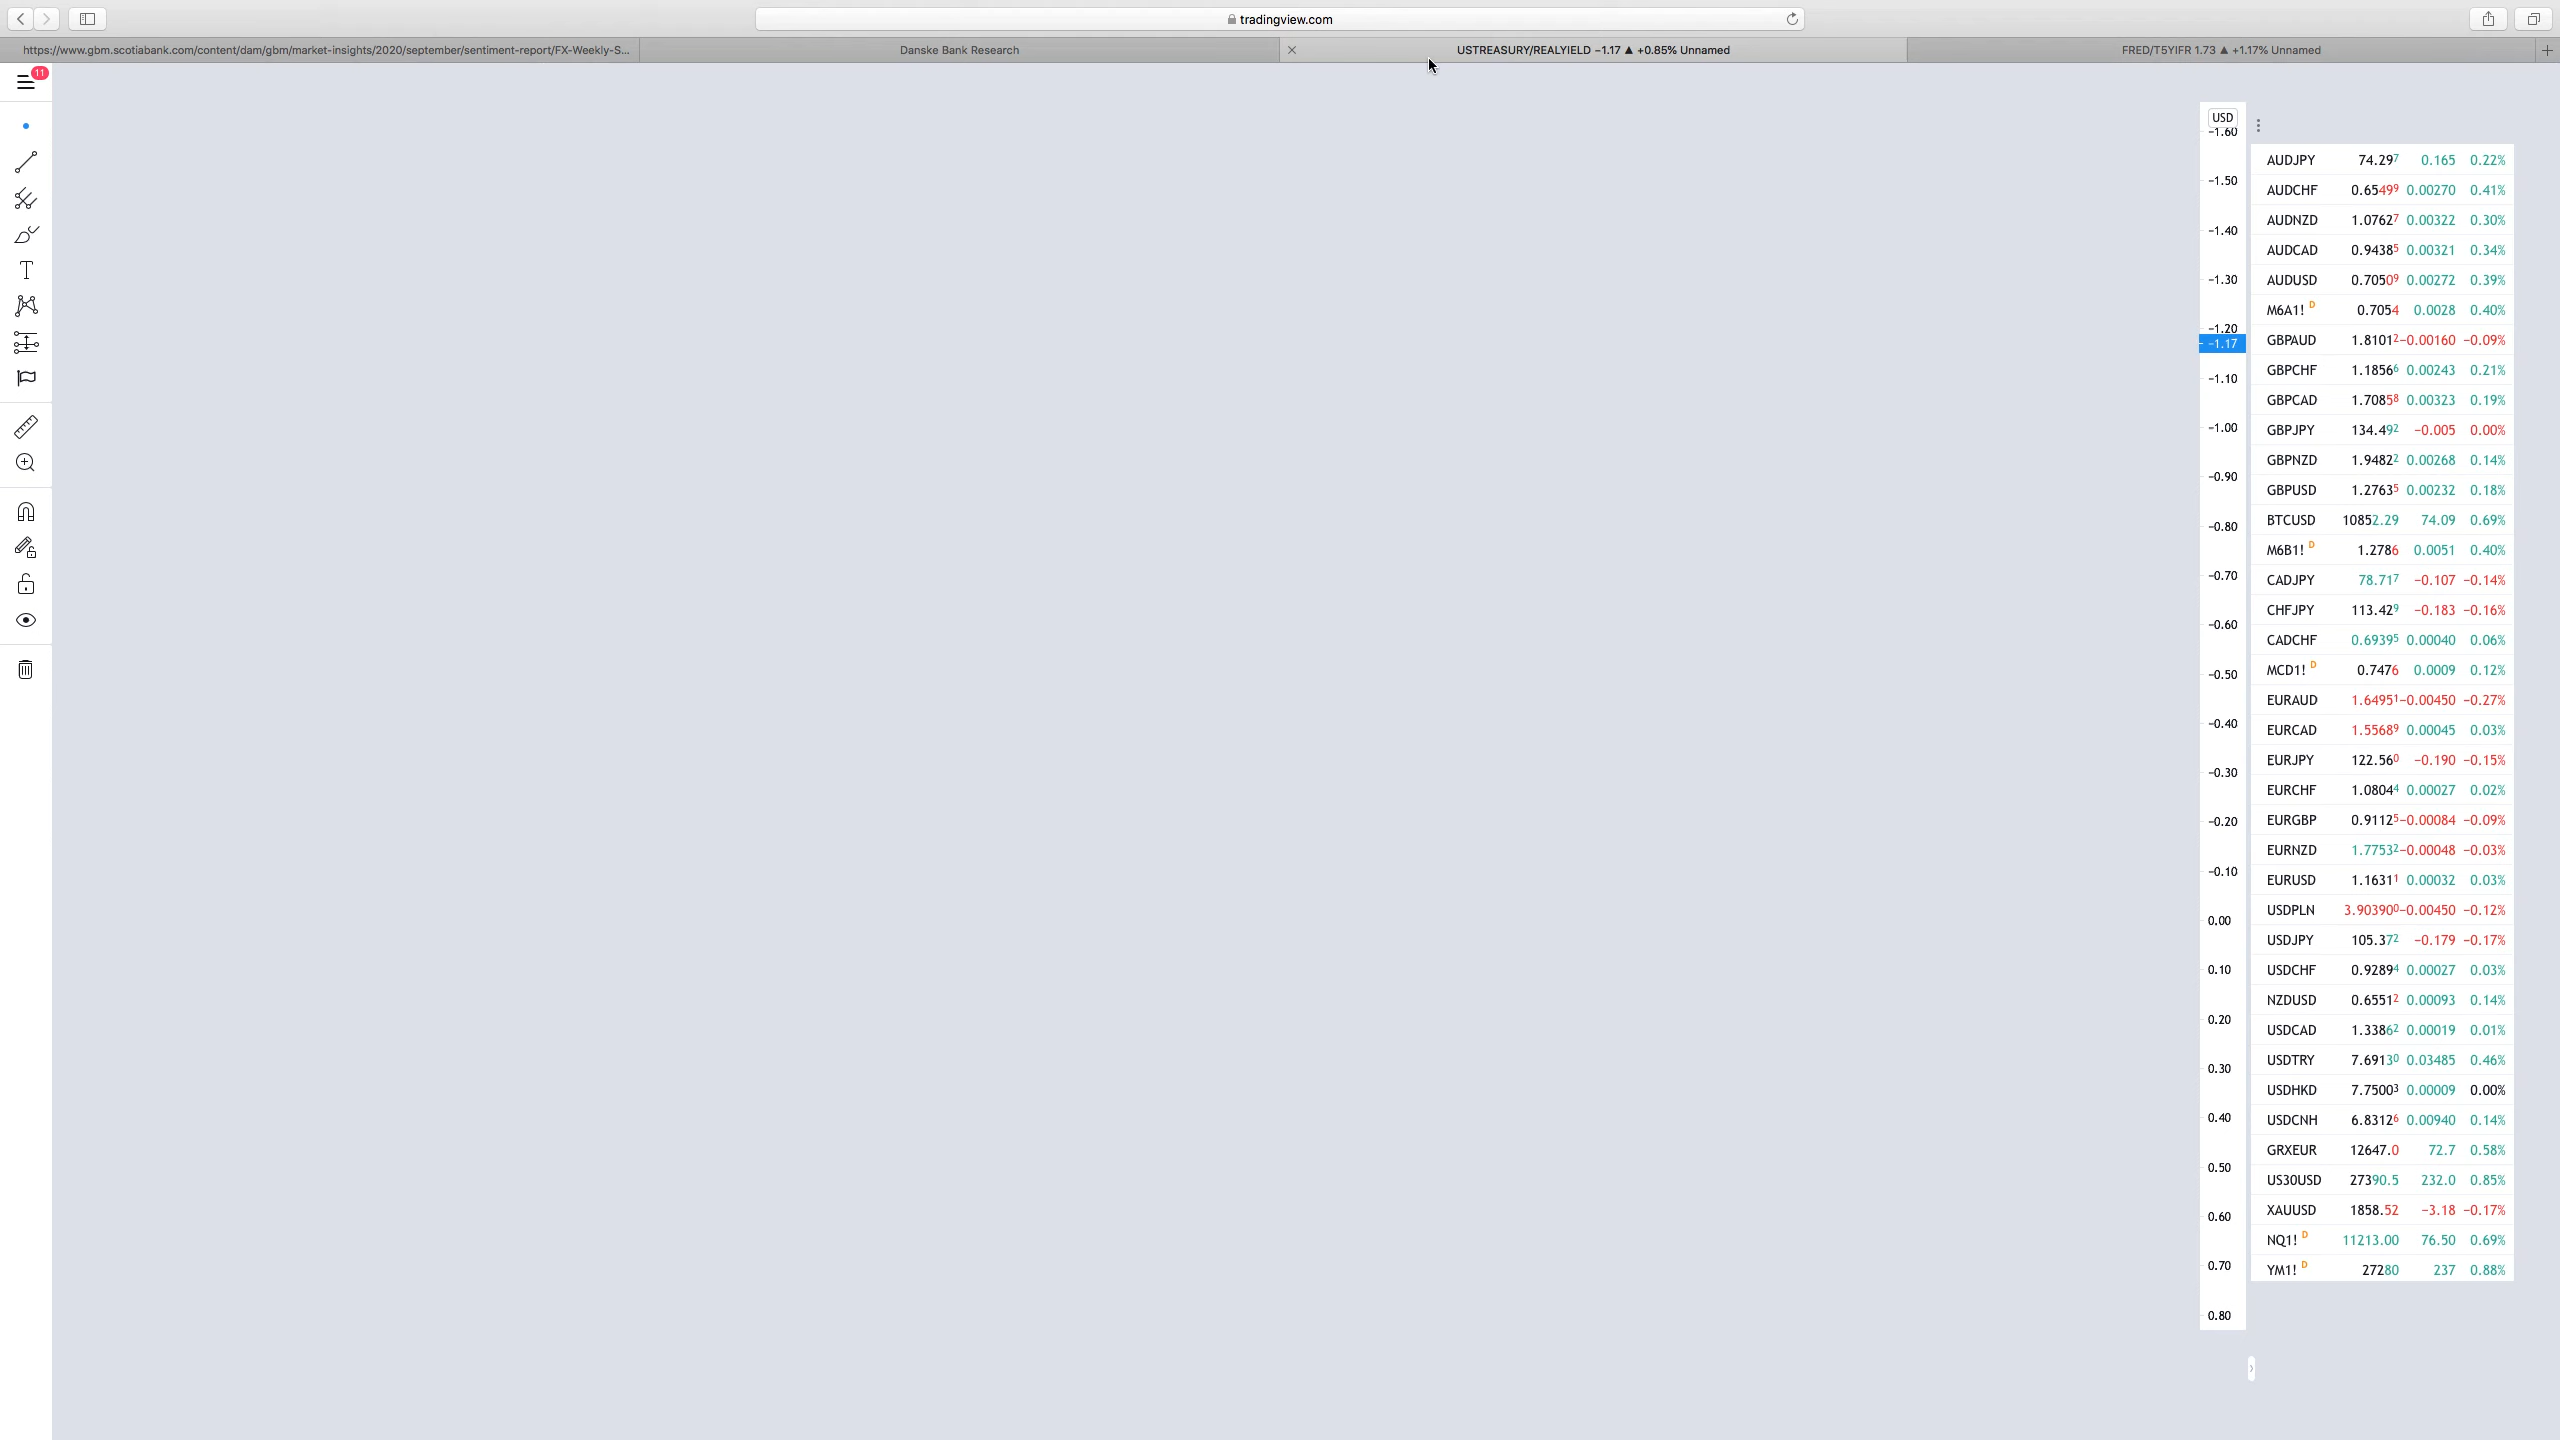 tradingview.com
https://www.gbm.scotiabank.com/content/dam/gbm/market-insights/2020/september/sentiment-report/FX-Weekly-S...
Danske Bank Research
USTREASURY/REALYIELD −1.17 ▲ +0.85% Unnamed
FRED/T5YIFR 1.73 ▲ +1.17% Unnamed
11
USD
−1.60
−1.50
−1.40
−1.30
−1.20
−1.17
−1.10
−1.00
−0.90
−0.80
−0.70
−0.60
−0.50
−0.40
−0.30
−0.20
−0.10
0.00
0.10
0.20
0.30
0.40
0.50
0.60
0.70
0.80
AUDJPY 74.297 0.165 0.22%
AUDCHF 0.65499 0.00270 0.41%
AUDNZD 1.07627 0.00322 0.30%
AUDCAD 0.94385 0.00321 0.34%
AUDUSD 0.70509 0.00272 0.39%
M6A1! D 0.7054 0.0028 0.40%
GBPAUD 1.81012 −0.00160 −0.09%
GBPCHF 1.18566 0.00243 0.21%
GBPCAD 1.70858 0.00323 0.19%
GBPJPY 134.492 −0.005 0.00%
GBPNZD 1.94822 0.00268 0.14%
GBPUSD 1.27635 0.00232 0.18%
BTCUSD 10852.29 74.09 0.69%
M6B1! D 1.2786 0.0051 0.40%
CADJPY 78.717 −0.107 −0.14%
CHFJPY 113.429 −0.183 −0.16%
CADCHF 0.69395 0.00040 0.06%
MCD1! D 0.7476 0.0009 0.12%
EURAUD 1.64951 −0.00450 −0.27%
EURCAD 1.55689 0.00045 0.03%
EURJPY 122.560 −0.190 −0.15%
EURCHF 1.08044 0.00027 0.02%
EURGBP 0.91125 −0.00084 −0.09%
EURNZD 1.77532 −0.00048 −0.03%
EURUSD 1.16311 0.00032 0.03%
USDPLN 3.903900 −0.00450 −0.12%
USDJPY 105.372 −0.179 −0.17%
USDCHF 0.92894 0.00027 0.03%
NZDUSD 0.65512 0.00093 0.14%
USDCAD 1.33862 0.00019 0.01%
USDTRY 7.69130 0.03485 0.46%
USDHKD 7.75003 0.00009 0.00%
USDCNH 6.83126 0.00940 0.14%
GRXEUR 12647.0 72.7 0.58%
US30USD 27390.5 232.0 0.85%
XAUUSD 1858.52 −3.18 −0.17%
NQ1! D 11213.00 76.50 0.69%
YM1! D 27280 237 0.88%